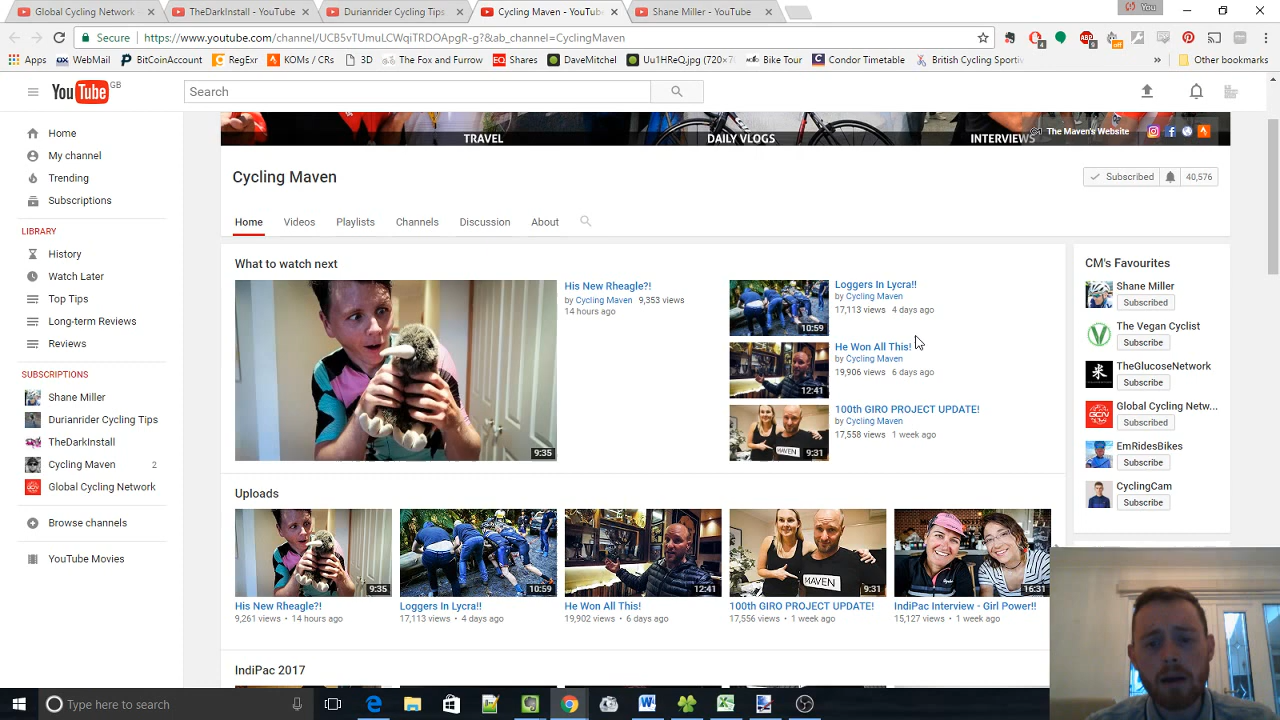 Global Cycling Network
TheDarkInstall - YouTube
Durianrider Cycling Tips
Cycling Maven - YouTube
Shane Miller - YouTube
You
Secure
https://www.youtube.com/channel/UCB5vTUmuLCWqiTRDOApgR-g?&ab_channel=CyclingMaven
Apps
WebMail
BitCoinAccount
RegExr
KOMs / CRs
3D
The Fox and Furrow
Shares
DaveMitchel
Uu1HReQ.jpg (720×7
Bike Tour
Condor Timetable
British Cycling Sportiv
Other bookmarks
YouTube GB
Search
Home
My channel
Trending
Subscriptions
LIBRARY
History
Watch Later
Top Tips
Long-term Reviews
Reviews
SUBSCRIPTIONS
Shane Miller
Durianrider Cycling Tips
TheDarkInstall
Cycling Maven 2
Global Cycling Network
Browse channels
YouTube Movies
TRAVEL
DAILY VLOGS
INTERVIEWS
The Maven's Website
Cycling Maven
Subscribed 40,576
Home Videos Playlists Channels Discussion About
What to watch next
9:35
His New Rheagle?!
by Cycling Maven 9,353 views
14 hours ago
10:59
Loggers In Lycra!!
by Cycling Maven
17,113 views 4 days ago
12:41
He Won All This!
by Cycling Maven
19,906 views 6 days ago
MAVEN
9:31
100th GIRO PROJECT UPDATE!
by Cycling Maven
17,558 views 1 week ago
CM's Favourites
Shane Miller
Subscribed
The Vegan Cyclist
Subscribe
TheGlucoseNetwork
Subscribe
GCN
Global Cycling Netw...
Subscribed
EmRidesBikes
Subscribe
CyclingCam
Subscribe
Uploads
9:35
10:59
12:41
MAVEN
9:31
16:31
His New Rheagle?!
9,261 views • 14 hours ago
Loggers In Lycra!!
17,113 views • 4 days ago
He Won All This!
19,902 views • 6 days ago
100th GIRO PROJECT UPDATE!
17,556 views • 1 week ago
IndiPac Interview - Girl Power!!
15,127 views • 1 week ago
IndiPac 2017
Type here to search